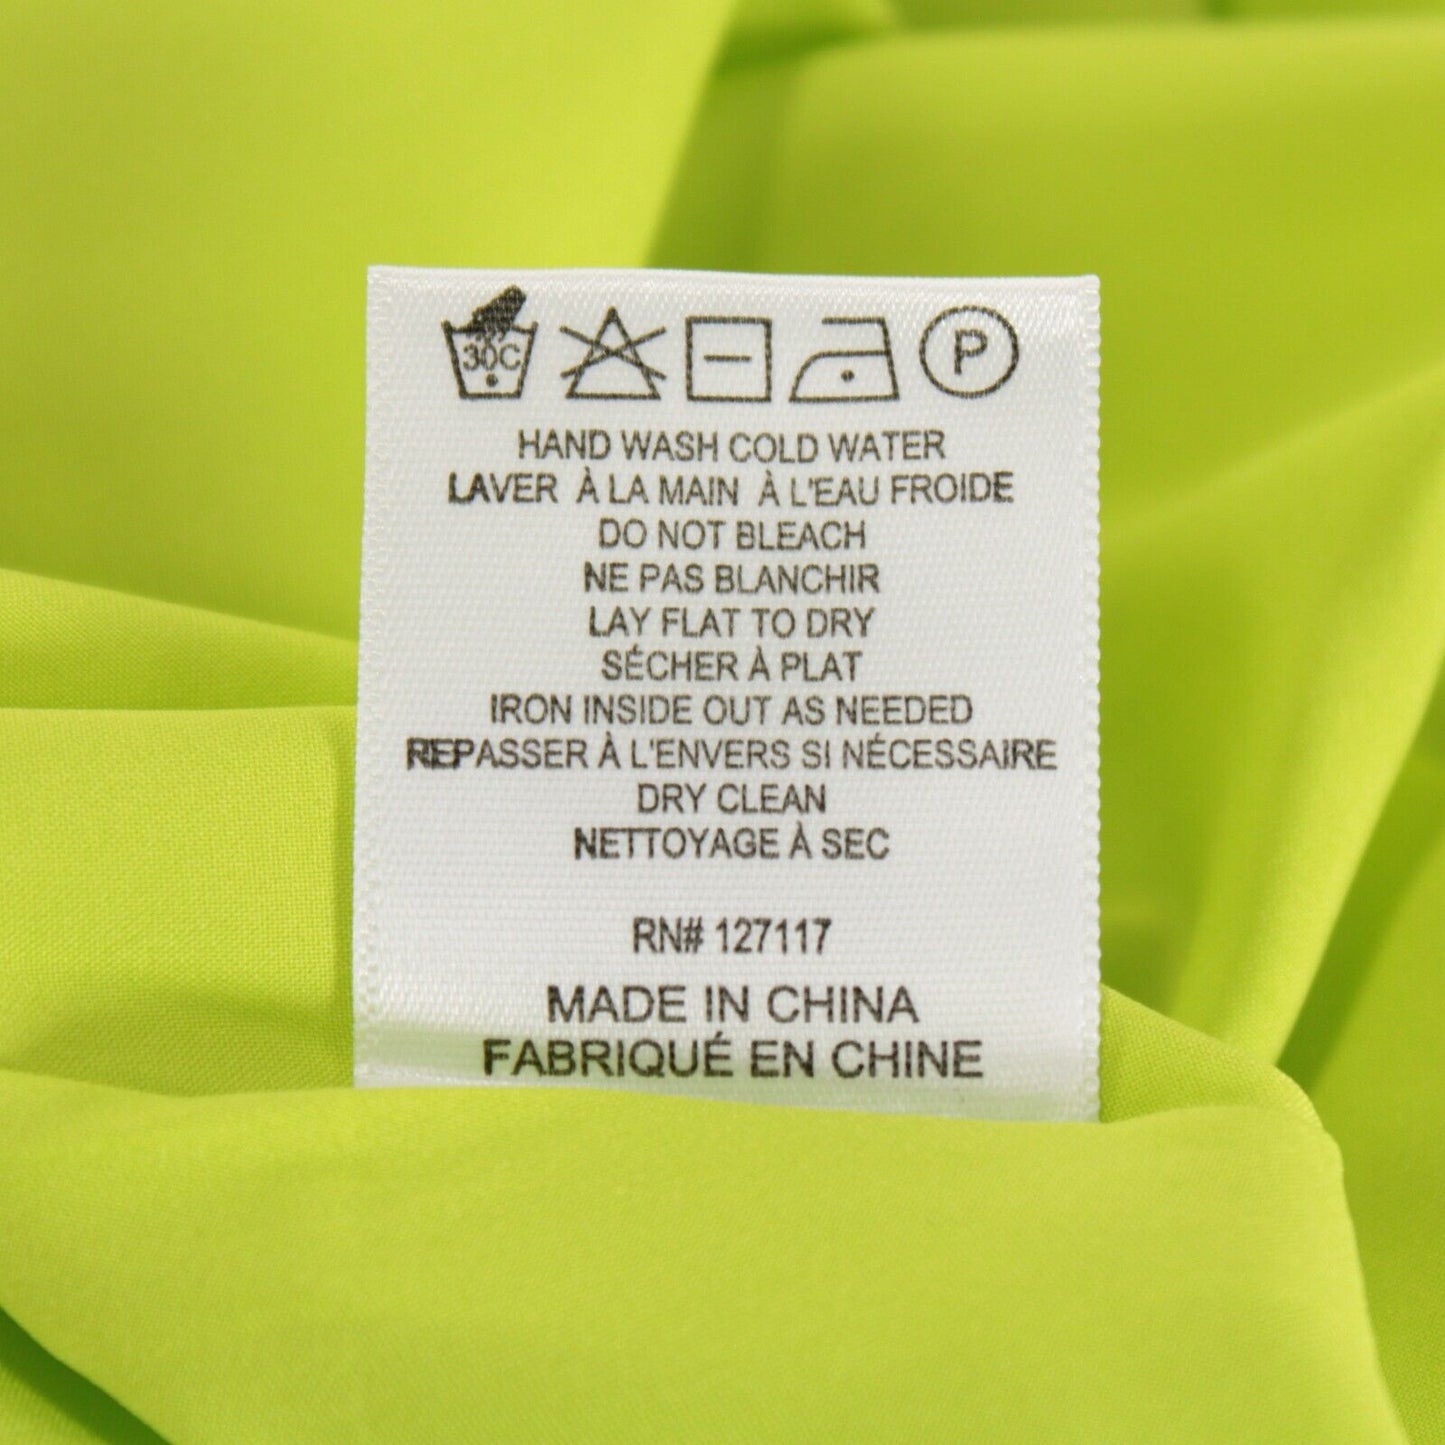 30C
P
HAND WASH COLD WATER
LAVER À LA MAIN À L'EAU FROIDE
DO NOT BLEACH
NE PAS BLANCHIR
LAY FLAT TO DRY
SÉCHER À PLAT
IRON INSIDE OUT AS NEEDED
REPASSER À L'ENVERS SI NÉCESSAIRE
DRY CLEAN
NETTOYAGE À SEC
RN# 127117
MADE IN CHINA
FABRIQUÉ EN CHINE